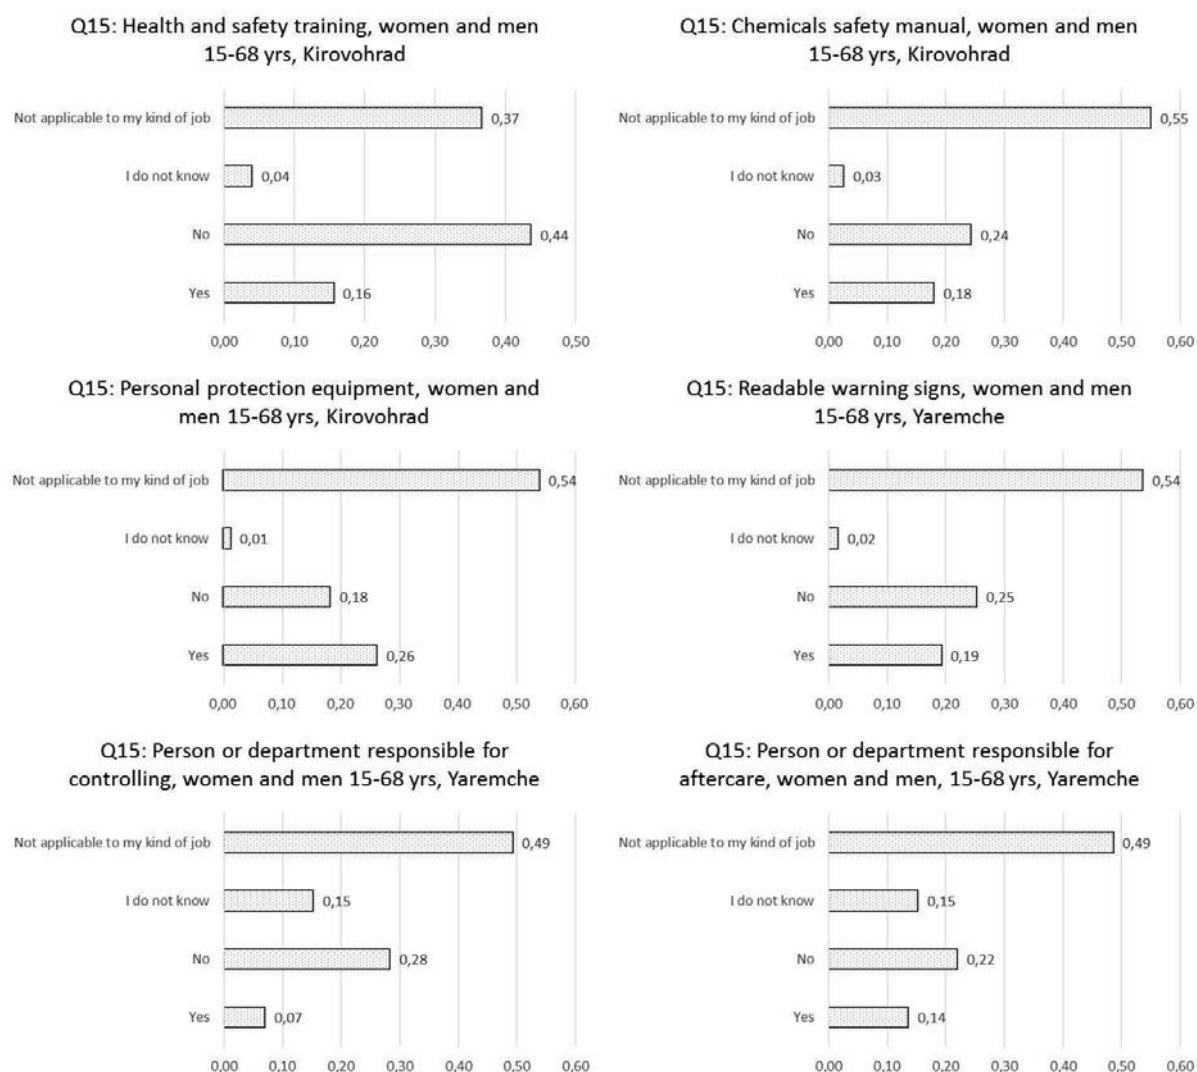 Q15: Health and safety training, women and men
15-68 yrs, Kirovohrad
Not applicable to my kind of job
0,37
I do not know
0,04
No
0,44
Yes
0,16
0,00 0,10 0,20 0,30 0,40 0,50
Q15: Chemicals safety manual, women and men
15-68 yrs, Kirovohrad
Not applicable to my kind of job
0,55
I do not know
0,03
No
0,24
Yes
0,18
0,00 0,10 0,20 0,30 0,40 0,50 0,60
Q15: Personal protection equipment, women and
men 15-68 yrs, Kirovohrad
Not applicable to my kind of job
0,54
I do not know
0,01
No
0,18
Yes
0,26
0,00 0,10 0,20 0,30 0,40 0,50 0,60
Q15: Readable warning signs, women and men
15-68 yrs, Yaremche
Not applicable to my kind of job
0,54
I do not know
0,02
No
0,25
Yes
0,19
0,00 0,10 0,20 0,30 0,40 0,50 0,60
Q15: Person or department responsible for
controlling, women and men 15-68 yrs, Yaremche
Not applicable to my kind of job
0,49
I do not know
0,15
No
0,28
Yes
0,07
0,00 0,10 0,20 0,30 0,40 0,50 0,60
Q15: Person or department responsible for
aftercare, women and men, 15-68 yrs, Yaremche
Not applicable to my kind of job
0,49
I do not know
0,15
No
0,22
Yes
0,14
0,00 0,10 0,20 0,30 0,40 0,50 0,60